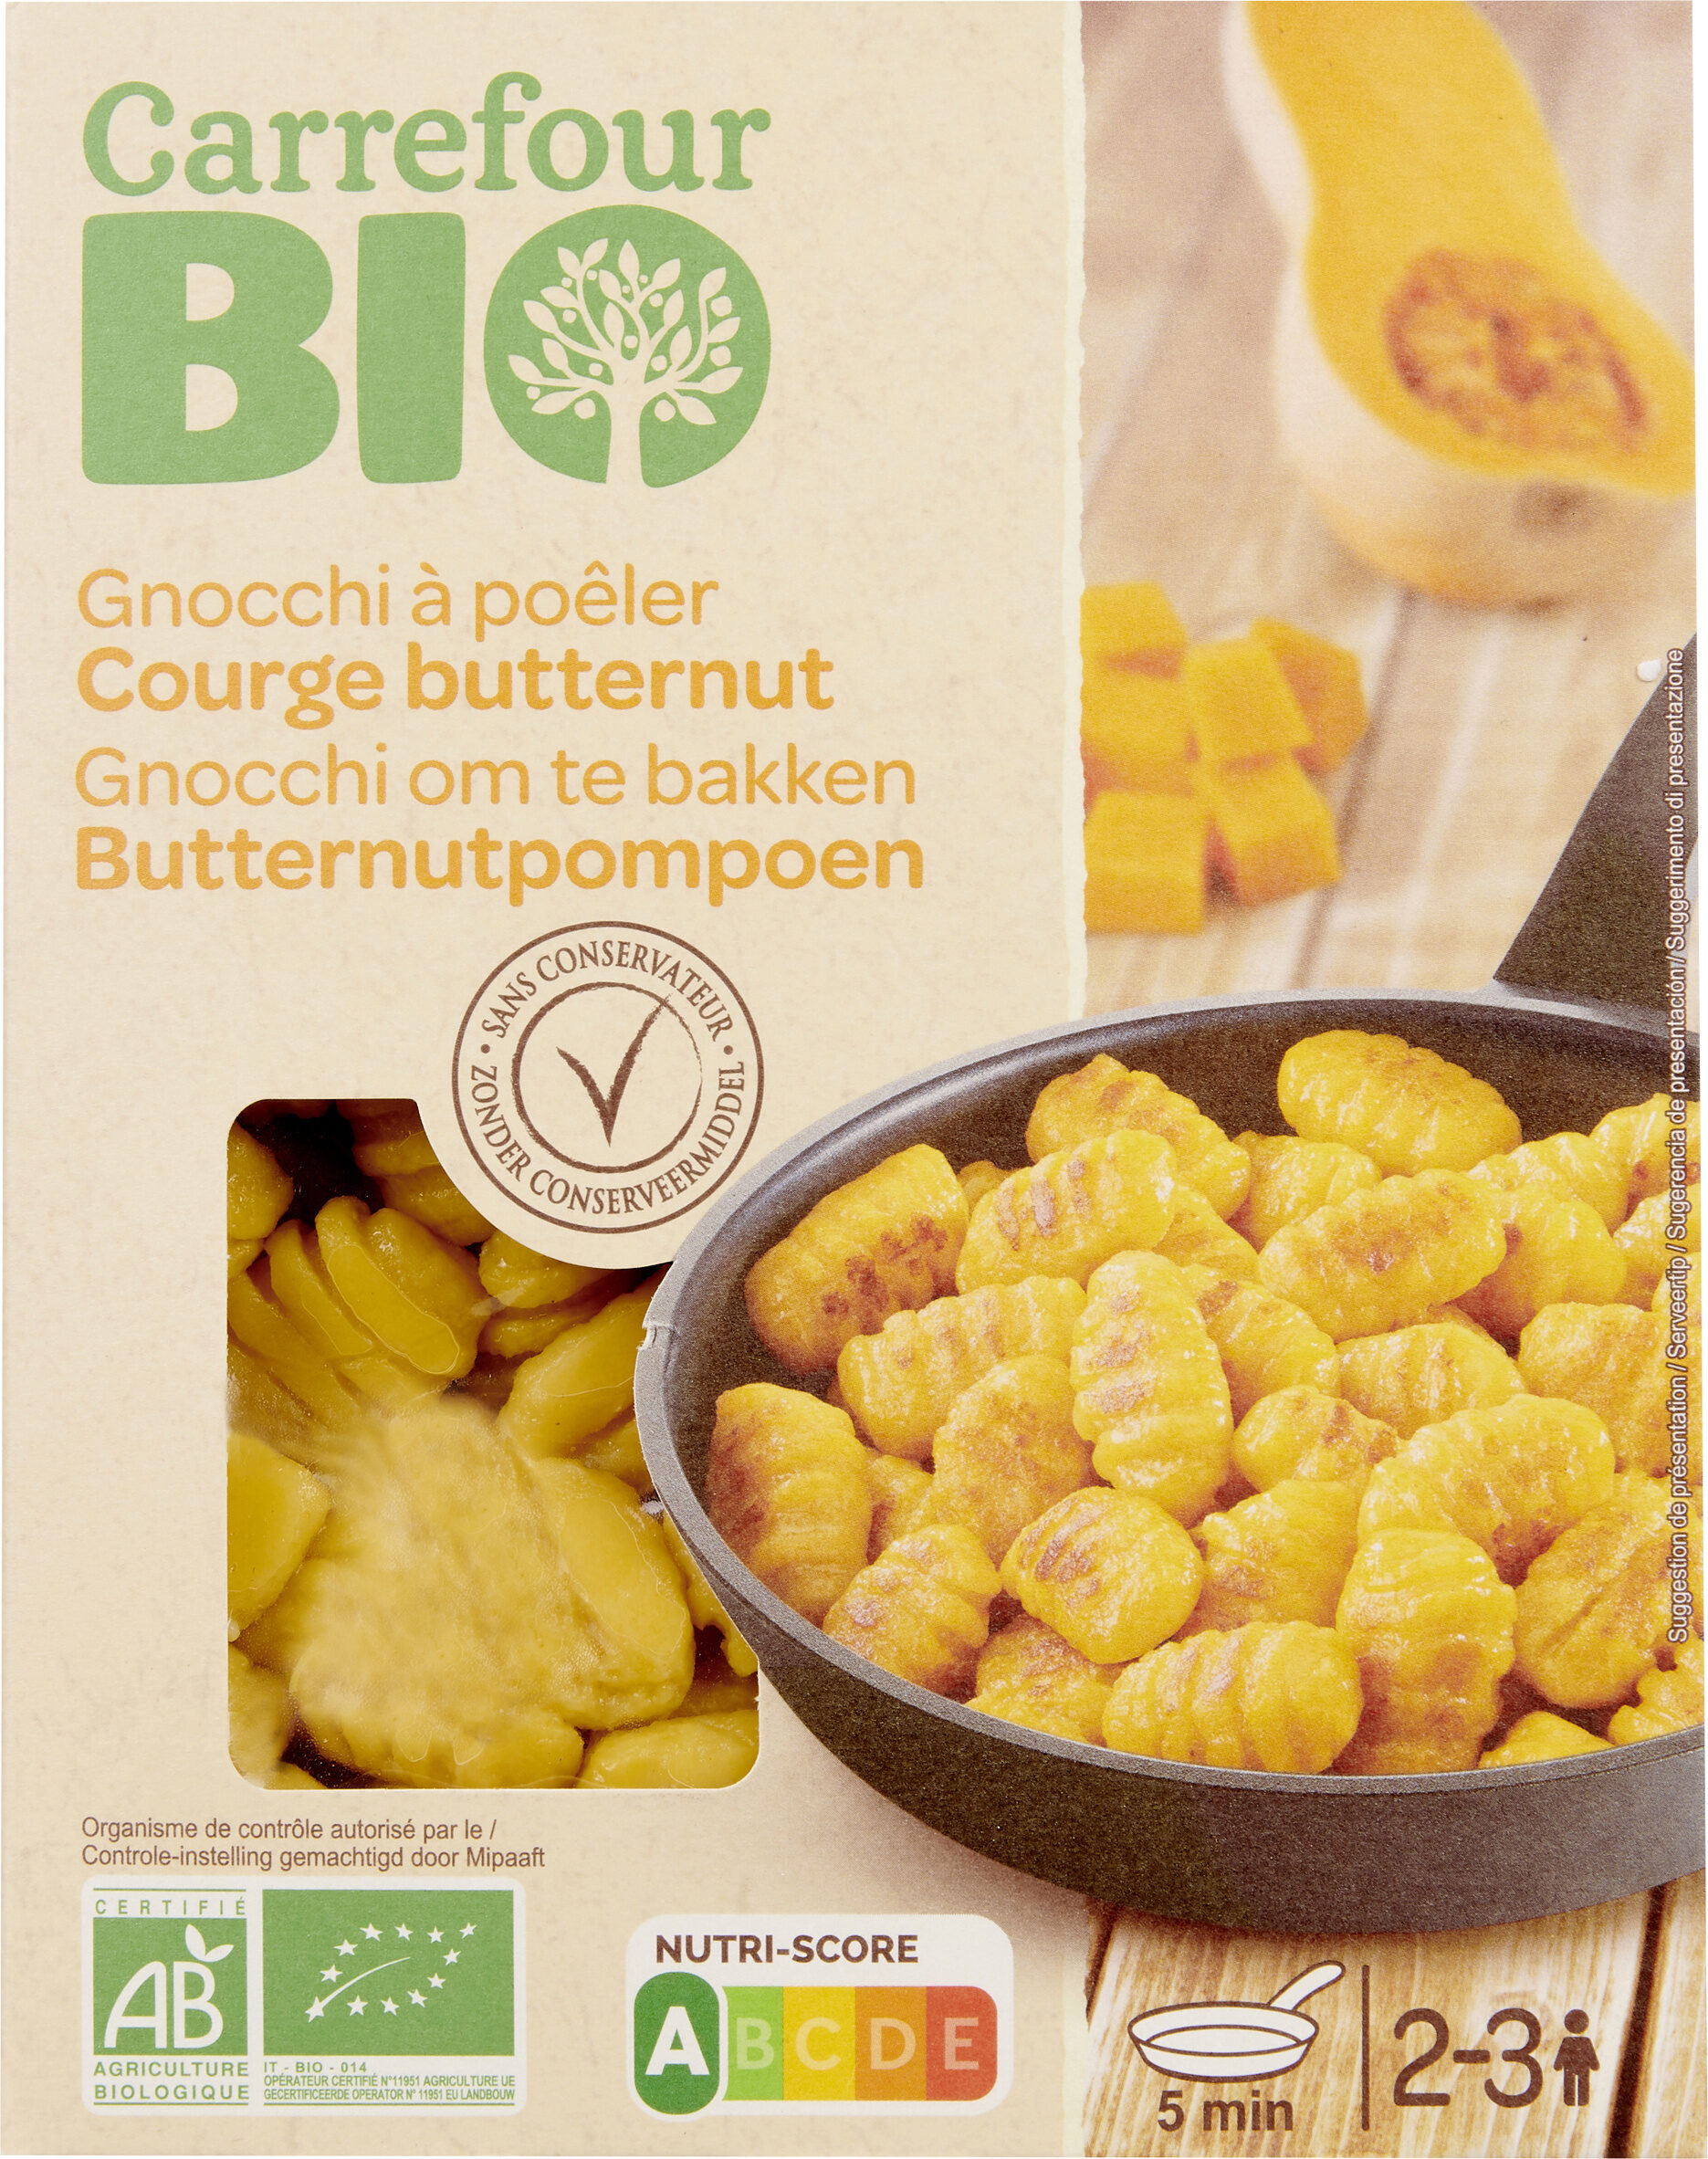 Carrefour
BIO
Gnocchi à poêler
Courge butternut
Gnocchi om te bakken
Butternutpompoen
• SANS CONSERVATEUR •
ZONDER CONSERVEERMIDDEL
Suggestion de présentation / Serveertip / Sugerencia de presentación / Suggerimento di presentazione
Organisme de contrôle autorisé par le /
Controle-instelling gemachtigd door Mipaaft
CERTIFIÉ
AB
AGRICULTURE
BIOLOGIQUE
IT - BIO - 014
OPÉRATEUR CERTIFIÉ N°11951 AGRICULTURE UE
GECERTIFICEERDE OPERATOR N° 11951 EU LANDBOUW
NUTRI-SCORE
A B C D E
5 min
2-3